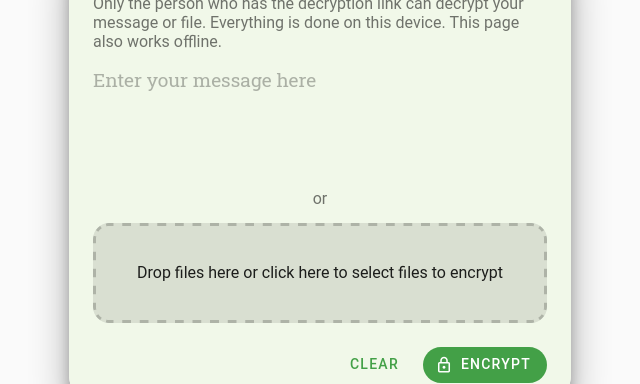 Only the person who has the decryption link can decrypt your
message or file. Everything is done on this device. This page
also works offline.
Enter your message here
or
Drop files here or click here to select files to encrypt
CLEAR
ENCRYPT